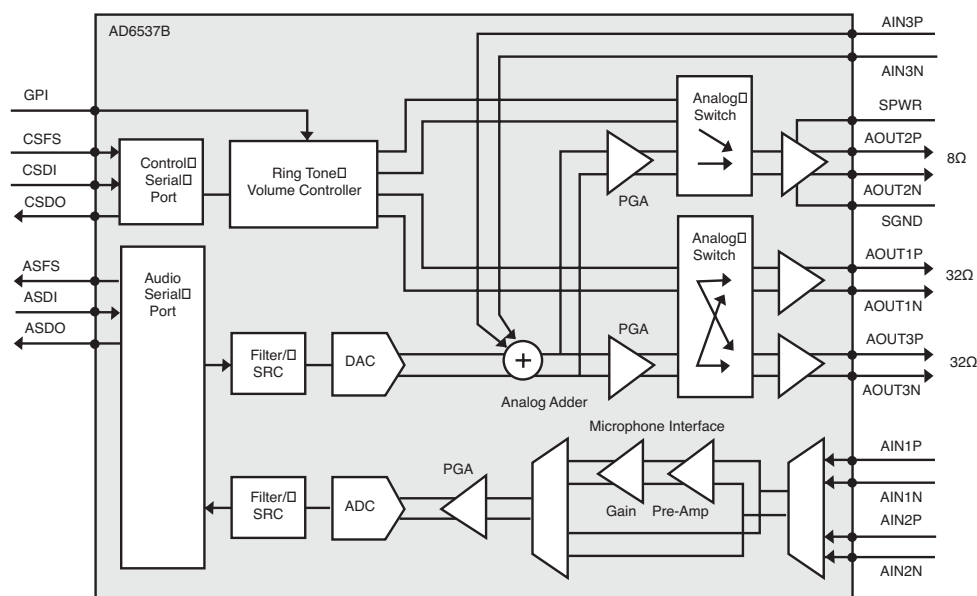 AD6537B
AIN3P
AIN3N
GPI
CSFS
CSDI
CSDO
Control
Serial
Port
Ring Tone
Volume Controller
Analog
Switch
PGA
SPWR
AOUT2P
8Ω
AOUT2N
SGND
ASFS
ASDI
ASDO
Audio
Serial
Port
Analog
Switch
AOUT1P
32Ω
AOUT1N
PGA
AOUT3P
32Ω
AOUT3N
Filter/
SRC
DAC
+
Analog Adder
Microphone Interface
PGA
Gain
Pre-Amp
Filter/
SRC
ADC
AIN1P
AIN1N
AIN2P
AIN2N